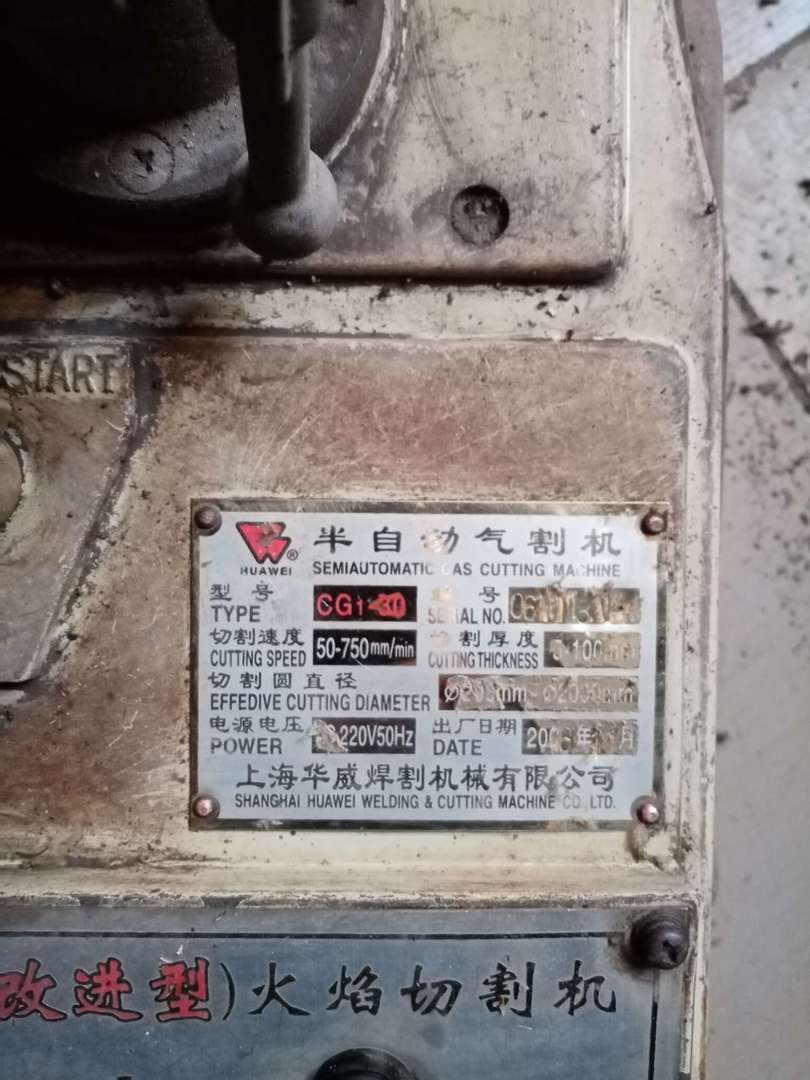 START
半自动气割机
HUAWEI ® SEMIAUTOMATIC GAS CUTTING MACHINE
型号 号
TYPE CG1-30 SERIAL NO.
切割速度 割厚度
CUTTING SPEED 50-750mm/min CUTTING THICKNESS
切割圆直径
EFFEDIVE CUTTING DIAMETER
电源电压 220V50Hz 出厂日期
POWER DATE
上海华威焊割机械有限公司
SHANGHAI HUAWEI WELDING & CUTTING MACHINE CO. LTD.
改进型)火焰切割机